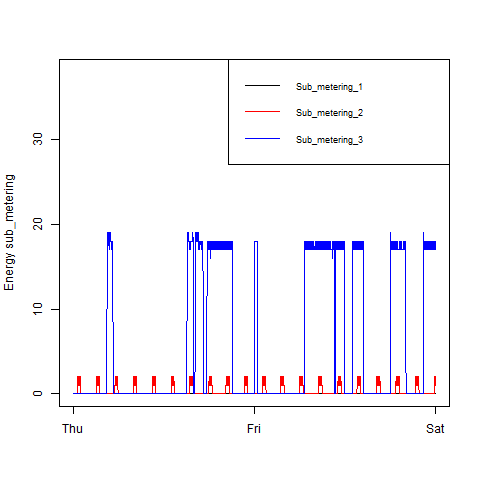 Sub_metering_1
Sub_metering_2
Sub_metering_3
Energy sub_metering
30
20
10
0
Thu Fri Sat